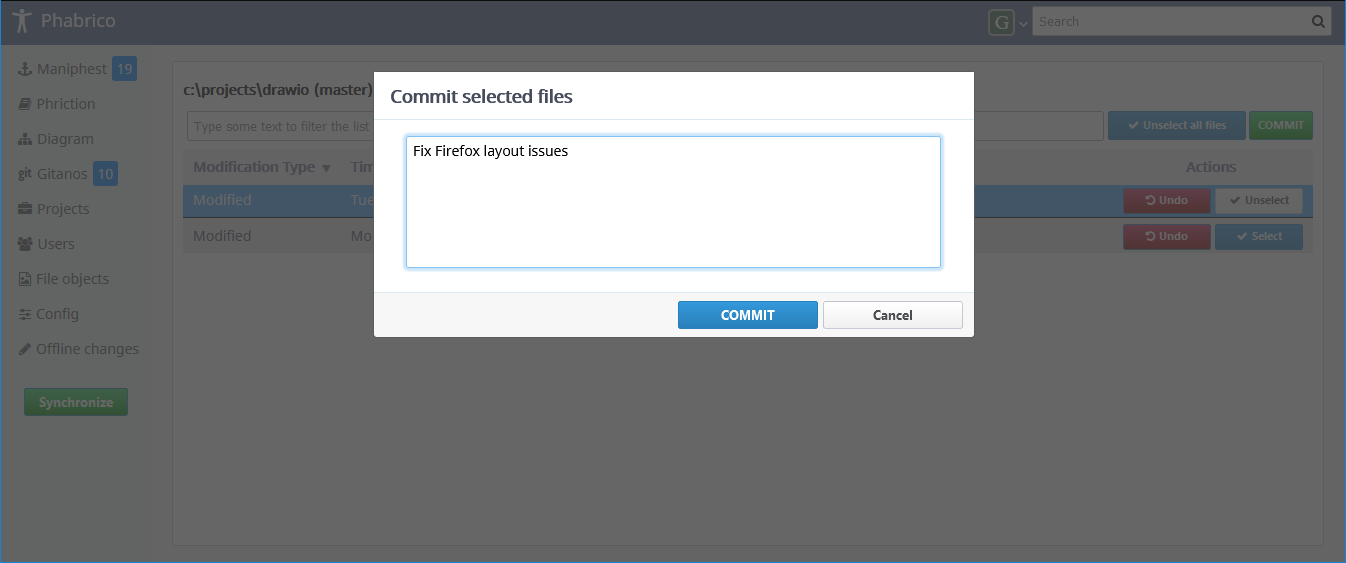 Phabrico
G
Search
Maniphest 19
Phriction
Diagram
git Gitanos 10
Projects
Users
File objects
Config
Offline changes
Synchronize
c:\projects\drawio (master)
Type some text to filter the list
Unselect all files
COMMIT
Modification Type
Tim
Actions
Modified
Tue
Undo
Unselect
Modified
Mo
Undo
Select
Commit selected files
Fix Firefox layout issues
COMMIT
Cancel